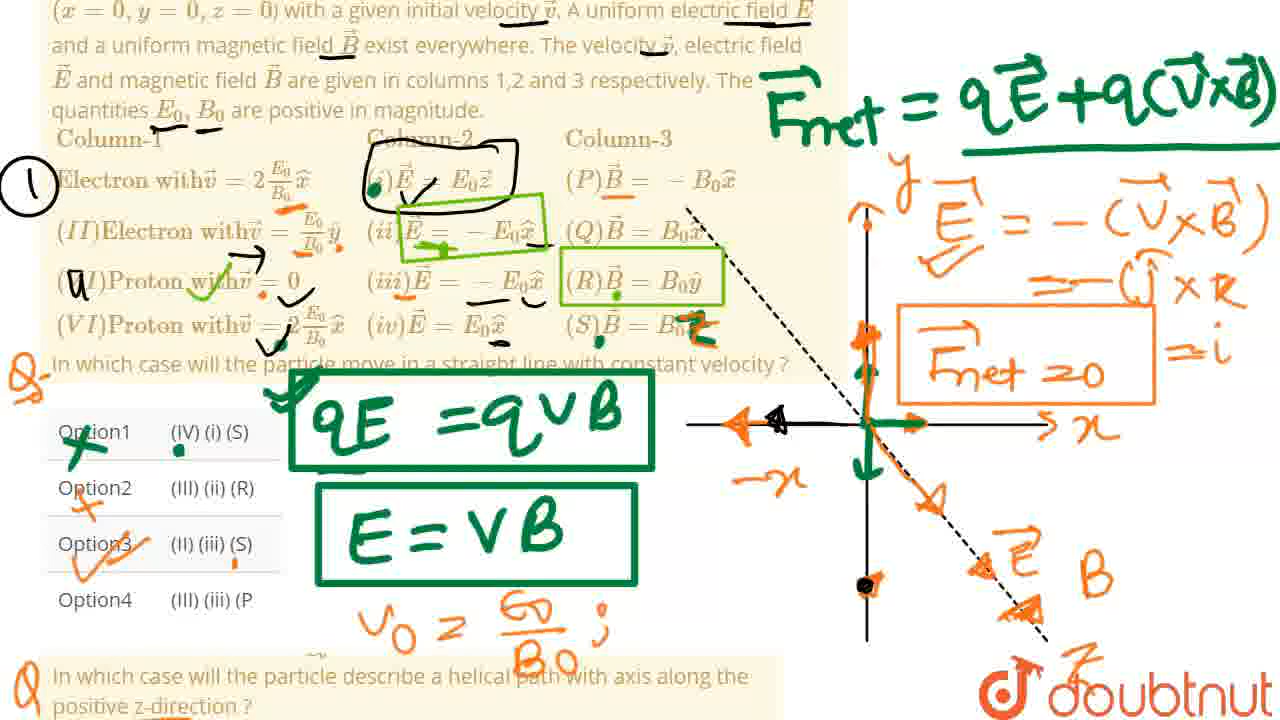 (x = 0, y = 0, z = 0) with a given initial velocity v⃗. A uniform electric field E⃗
and a uniform magnetic field B⃗ exist everywhere. The velocity v⃗, electric field
E⃗ and magnetic field B⃗ are given in columns 1,2 and 3 respectively. The
quantities E₀, B₀ are positive in magnitude.
Column-1 Column-2 Column-3
1 Electron with v⃗ = 2 E₀/B₀ x̂ (i) E⃗ = E₀ z⃗ (P) B⃗ = −B₀ x̂
(II) Electron with v⃗ = E₀/B₀ ŷ (ii) E⃗ = −E₀ x̂ (Q) B⃗ = B₀ x̂
Proton with v⃗ = 0 (iii) E⃗ = −E₀ x̂ (R) B⃗ = B₀ ŷ
(VI) Proton with v⃗ = 2 E₀/B₀ x̂ (iv) E⃗ = E₀ x̂ (S) B⃗ = B₀ z
In which case will the particle move in a straight line with constant velocity ?
Q
Option1 (IV) (i) (S)
Option2 (III) (ii) (R)
Option3 (II) (iii) (S)
Option4 (III) (iii) (P
qE = qVB
E = VB
V₀ = E₀/B₀ j
F⃗net = qE⃗ + q(V⃗×B⃗)
y
E⃗ = −(V⃗×B⃗)
= −(j × k
= i
F⃗net = 0
x
−x
E⃗ B
z
Q In which case will the particle describe a helical path with axis along the
positive z-direction ?
doubtnut